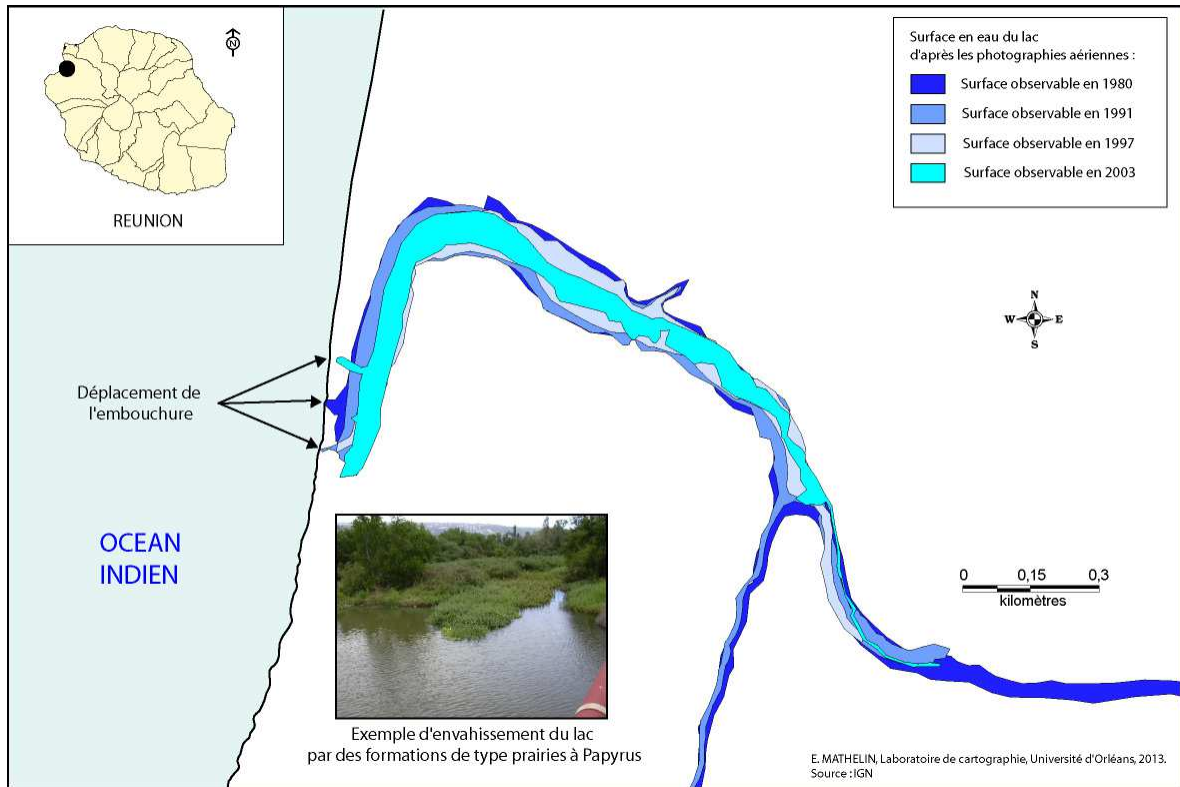 N
REUNION
Surface en eau du lac
d'après les photographies aériennes :
Surface observable en 1980
Surface observable en 1991
Surface observable en 1997
Surface observable en 2003
N
W E
S
Déplacement de
l'embouchure
OCEAN
INDIEN
0 0,15 0,3
kilomètres
Exemple d'envahissement du lac
par des formations de type prairies à Papyrus
E. MATHELIN, Laboratoire de cartographie, Université d'Orléans, 2013.
Source : IGN